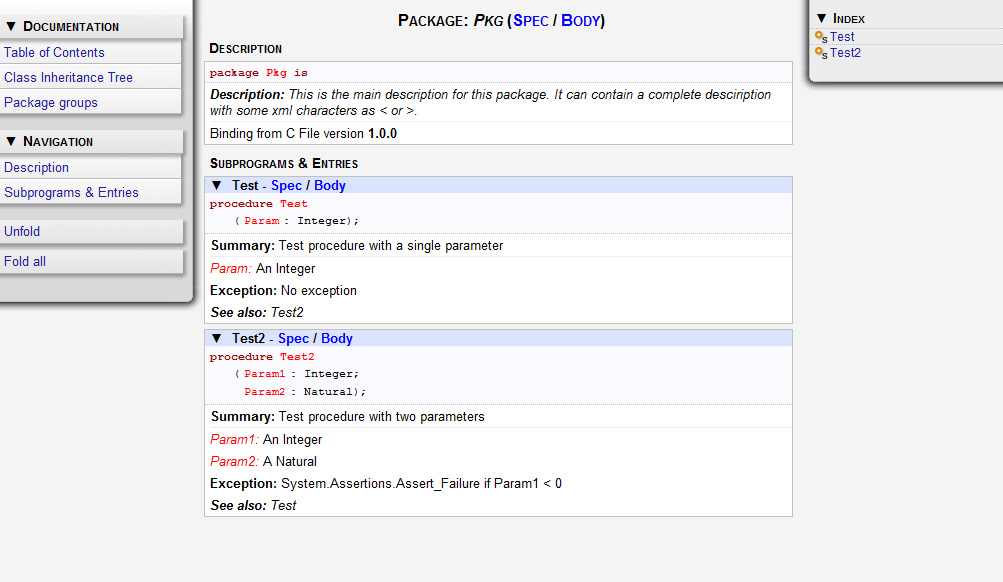 ▼ Documentation
Table of Contents
Class Inheritance Tree
Package groups
▼ Navigation
Description
Subprograms & Entries
Unfold
Fold all
Package: Pkg (Spec / Body)
Description
package Pkg is
Description: This is the main description for this package. It can contain a complete desciription
with some xml characters as < or >.
Binding from C File version 1.0.0
Subprograms & Entries
▼ Test - Spec / Body
procedure Test
( Param : Integer);
Summary: Test procedure with a single parameter
Param: An Integer
Exception: No exception
See also: Test2
▼ Test2 - Spec / Body
procedure Test2
( Param1 : Integer;
Param2 : Natural);
Summary: Test procedure with two parameters
Param1: An Integer
Param2: A Natural
Exception: System.Assertions.Assert_Failure if Param1 < 0
See also: Test
▼ Index
S Test
S Test2